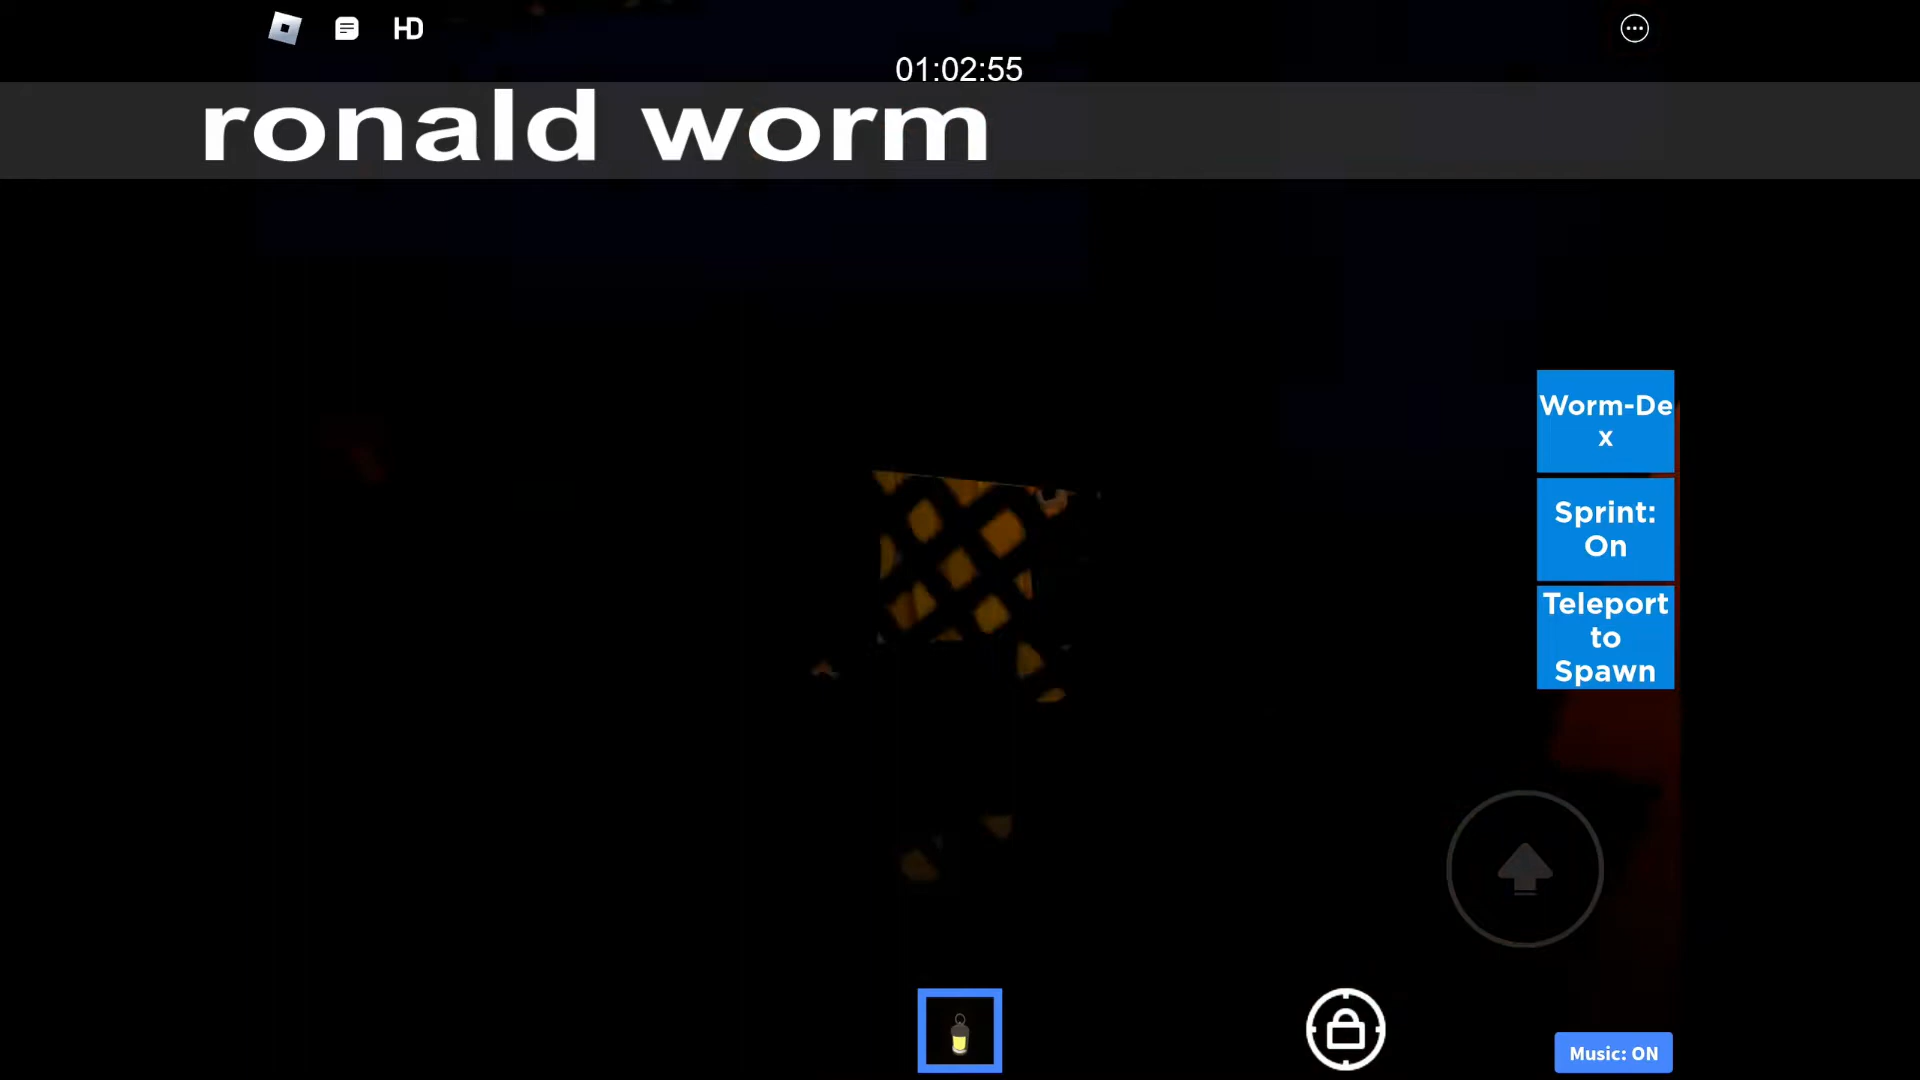 HD
01:02:55
ronald worm
Worm-De
x
Sprint:
On
Teleport
to
Spawn
Music: ON